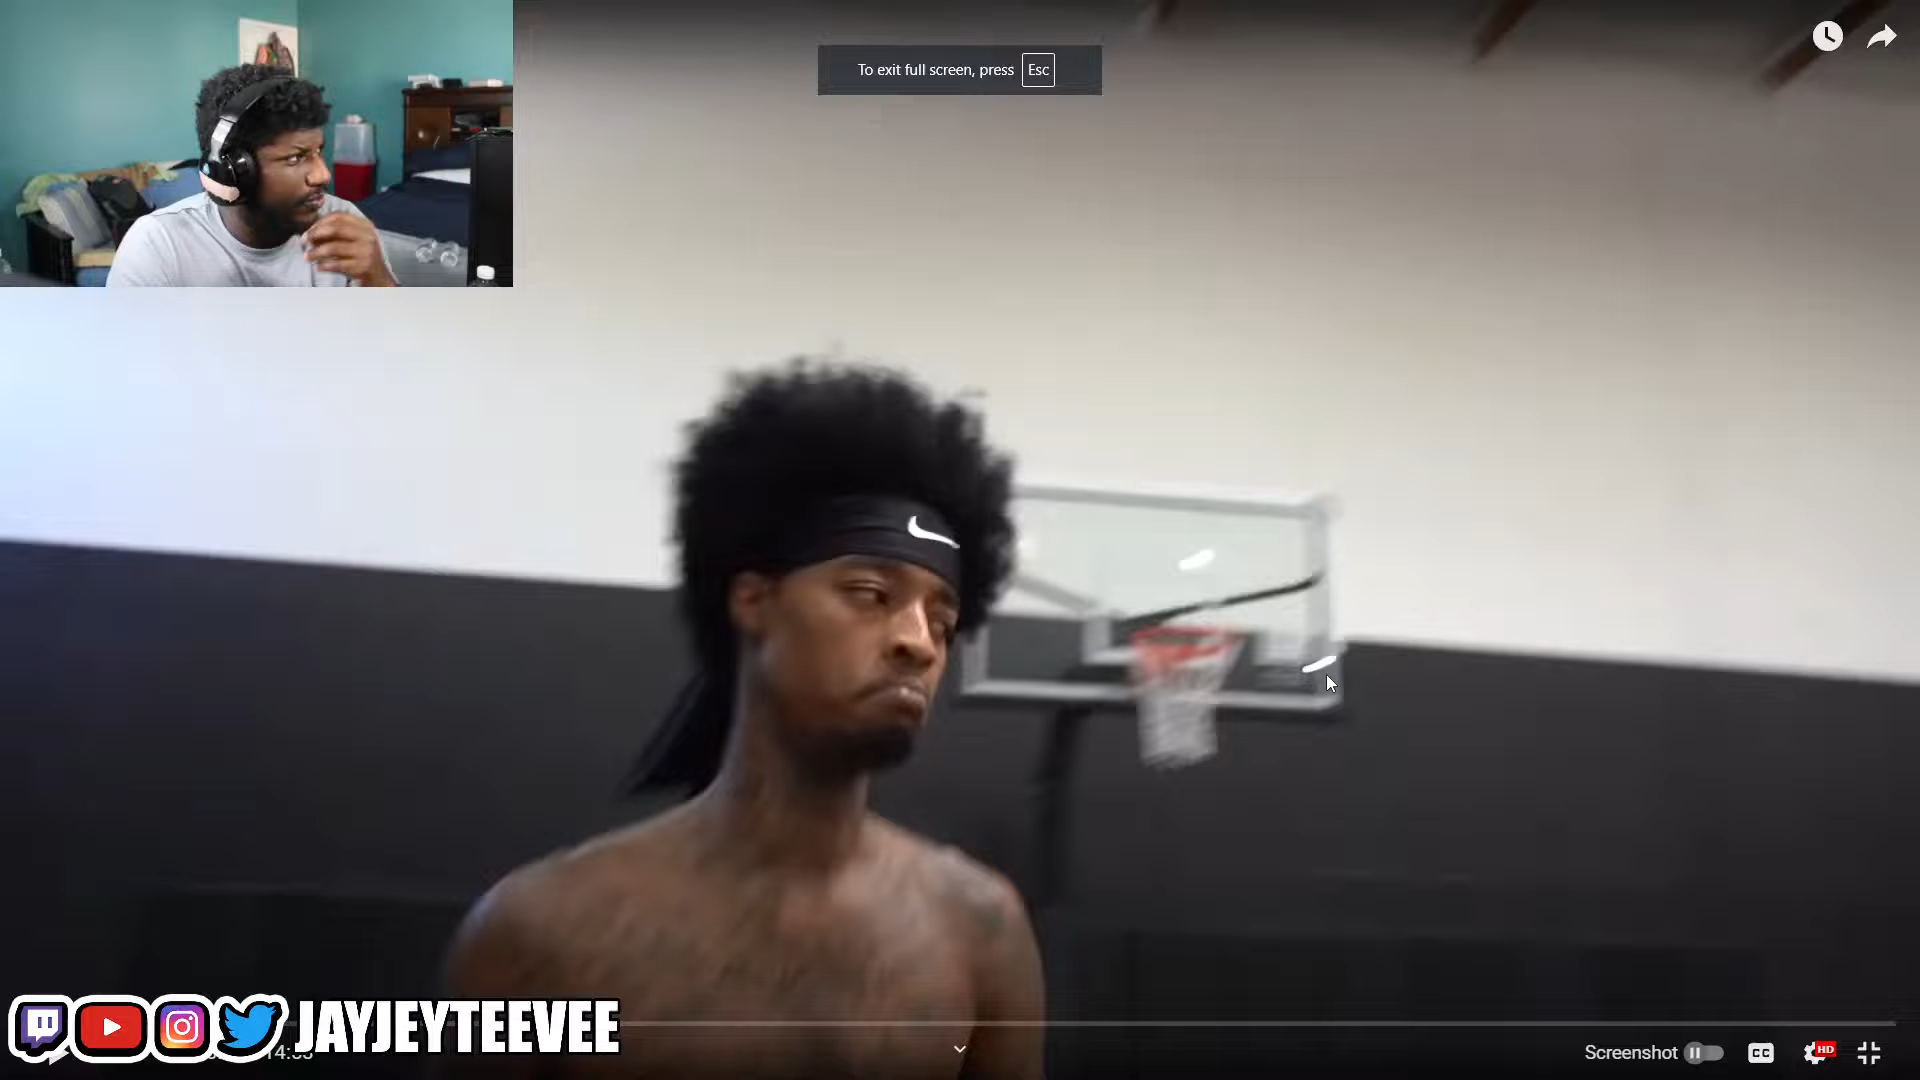 To exit full screen, press Esc
JAYJEYTEEVEE
Screenshot
CC
HD